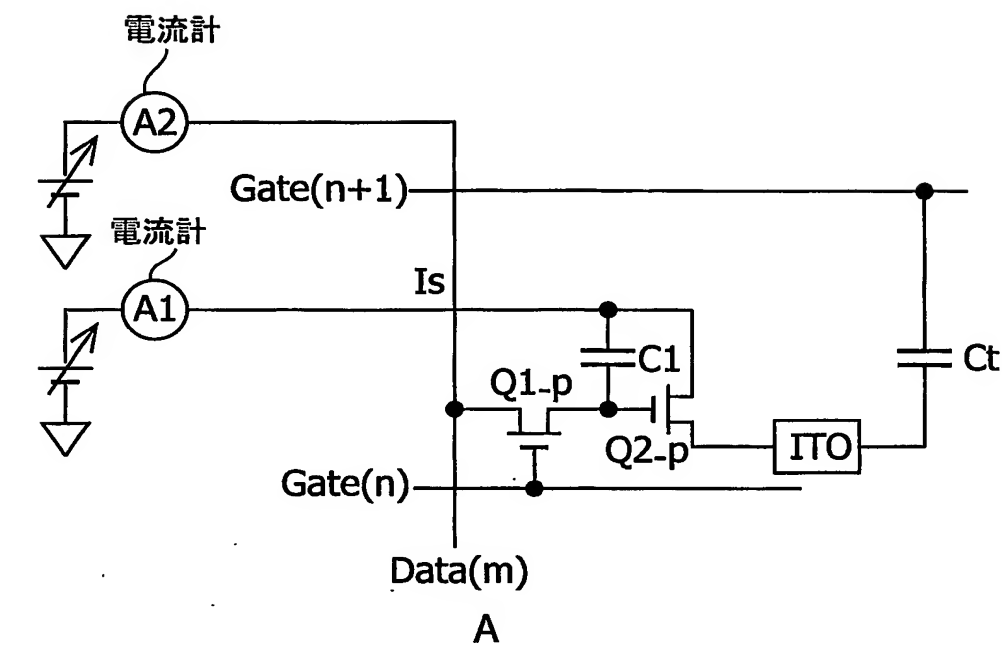 電流計
A2
Gate(n+1)
電流計
Is
A1
C1
Ct
Q1-p
Q2-p
ITO
Gate(n)
Data(m)
A